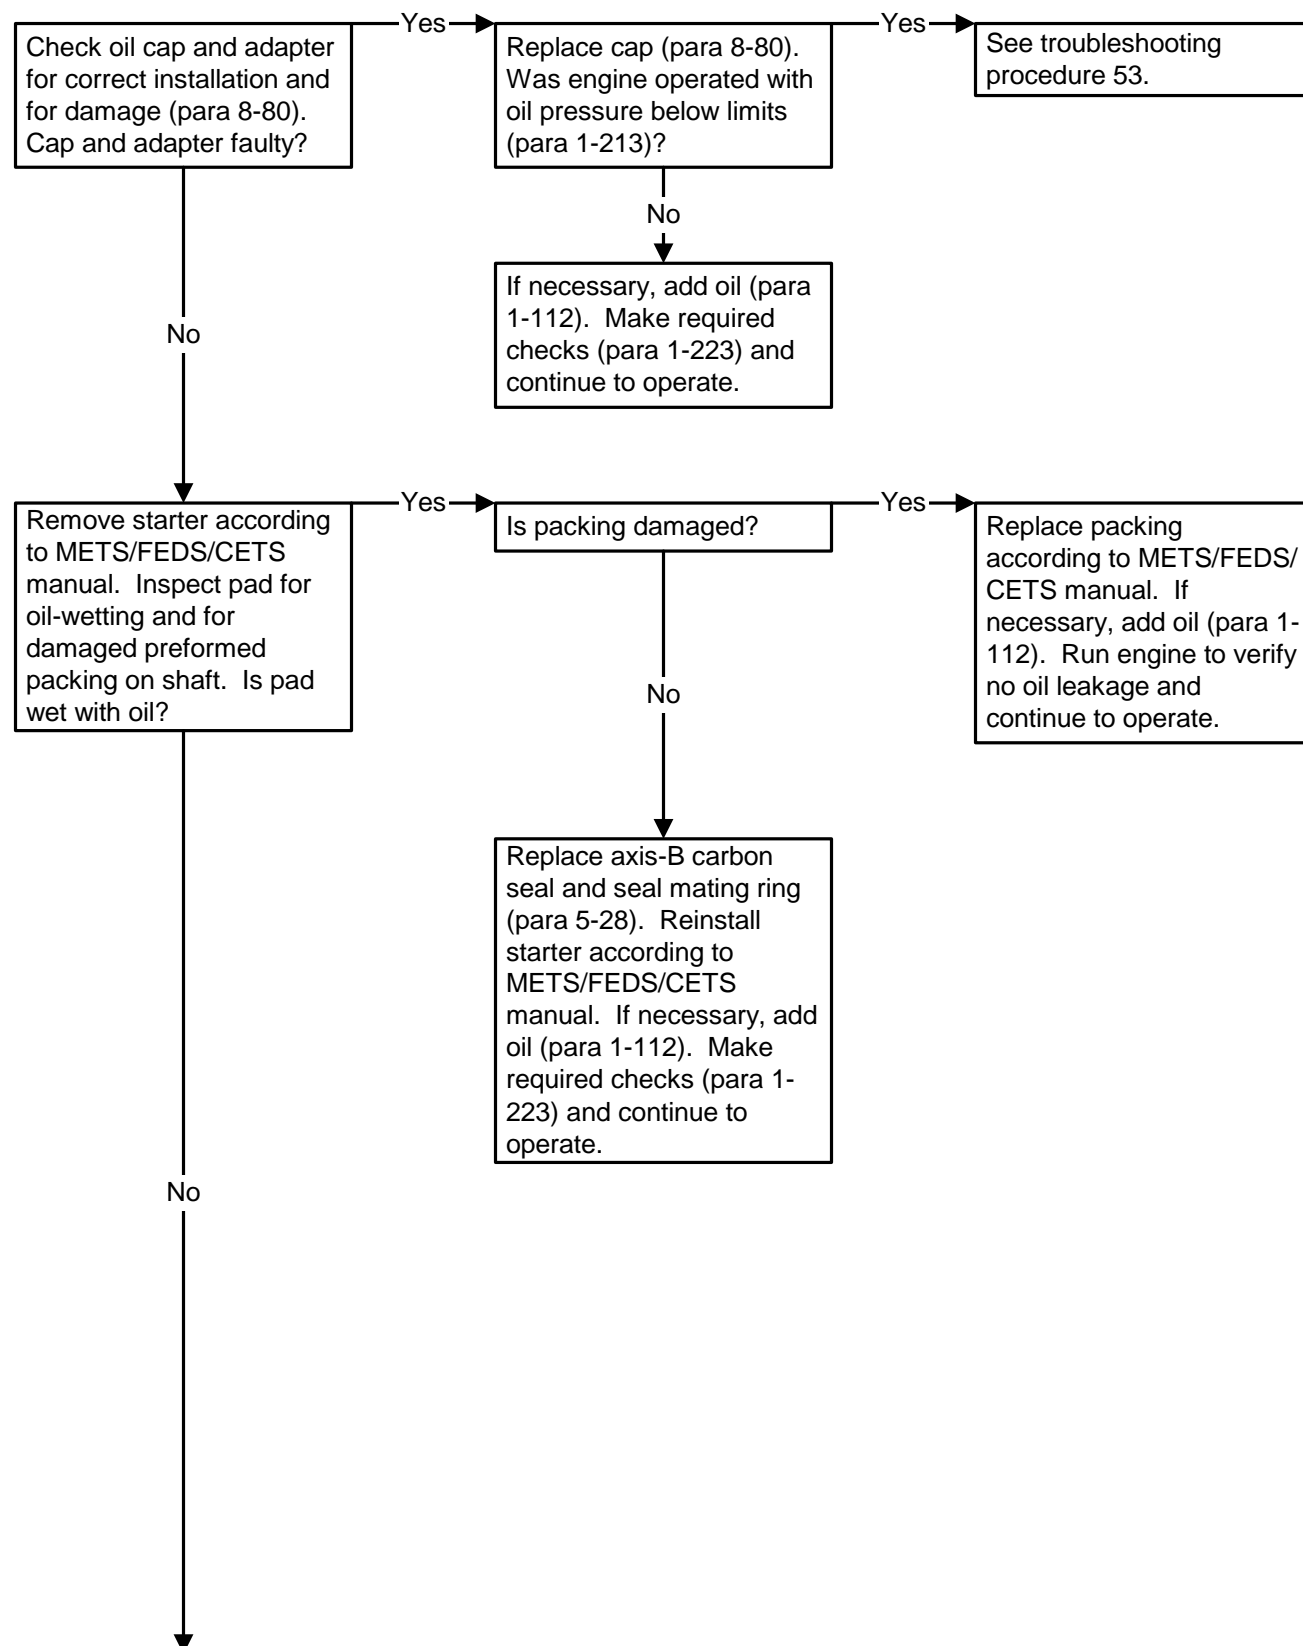 Check oil cap and adapter
for correct installation and
for damage (para 8-80).
Cap and adapter faulty?
Yes
Replace cap (para 8-80).
Was engine operated with
oil pressure below limits
(para 1-213)?
Yes
See troubleshooting
procedure 53.
No
If necessary, add oil (para
1-112).  Make required
checks (para 1-223) and
continue to operate.
No
Remove starter according
to METS/FEDS/CETS
manual.  Inspect pad for
oil-wetting and for
damaged preformed
packing on shaft.  Is pad
wet with oil?
Yes
Is packing damaged?
Yes
Replace packing
according to METS/FEDS/
CETS manual.  If
necessary, add oil (para 1-
112).  Run engine to verify
no oil leakage and
continue to operate.
No
Replace axis-B carbon
seal and seal mating ring
(para 5-28).  Reinstall
starter according to
METS/FEDS/CETS
manual.  If necessary, add
oil (para 1-112).  Make
required checks (para 1-
223) and continue to
operate.
No